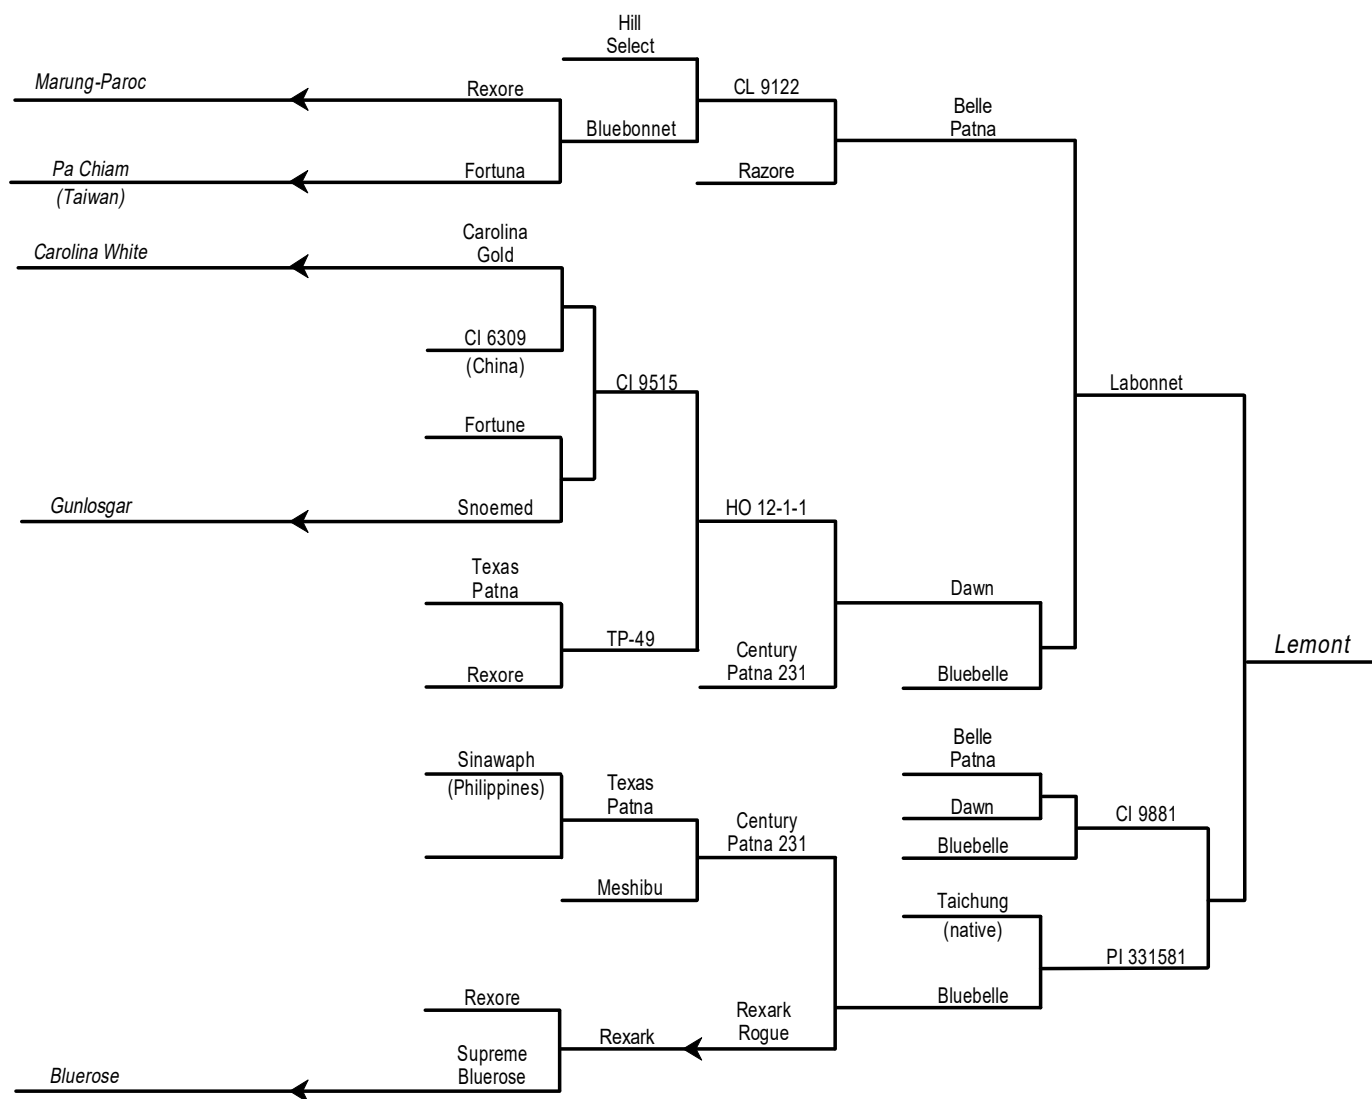 Hill
Select
Marung-Paroc
Rexore
CL 9122
Belle
Patna
Bluebonnet
Pa Chiam
(Taiwan)
Fortuna
Razore
Carolina White
Carolina
Gold
CI 6309
(China)
CI 9515
Labonnet
Fortune
Gunlosgar
Snoemed
HO 12-1-1
Texas
Patna
Dawn
TP-49
Century
Patna 231
Rexore
Bluebelle
Lemont
Sinawaph
(Philippines)
Texas
Patna
Belle
Patna
Dawn
CI 9881
Century
Patna 231
Bluebelle
Meshibu
Taichung
(native)
PI 331581
Rexore
Bluebelle
Rexark
Rexark
Rogue
Supreme
Bluerose
Bluerose